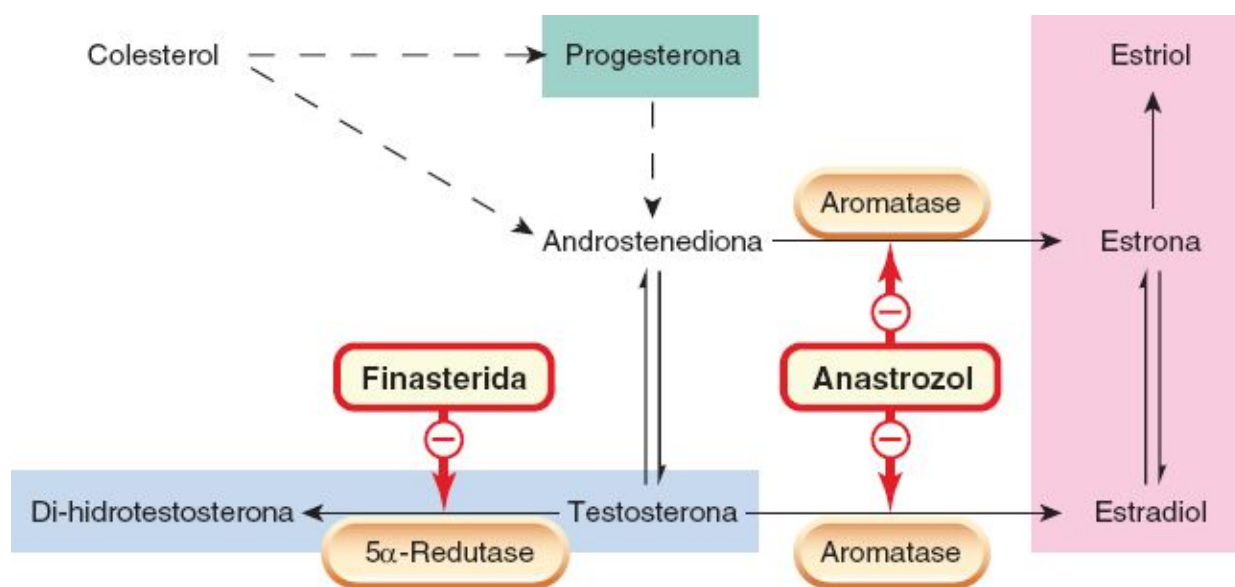 Colesterol
Progesterona
Estriol
Aromatase
Androstenediona
Estrona
Finasterida
Anastrozol
Di-hidrotestosterona
Testosterona
Estradiol
5α-Redutase
Aromatase